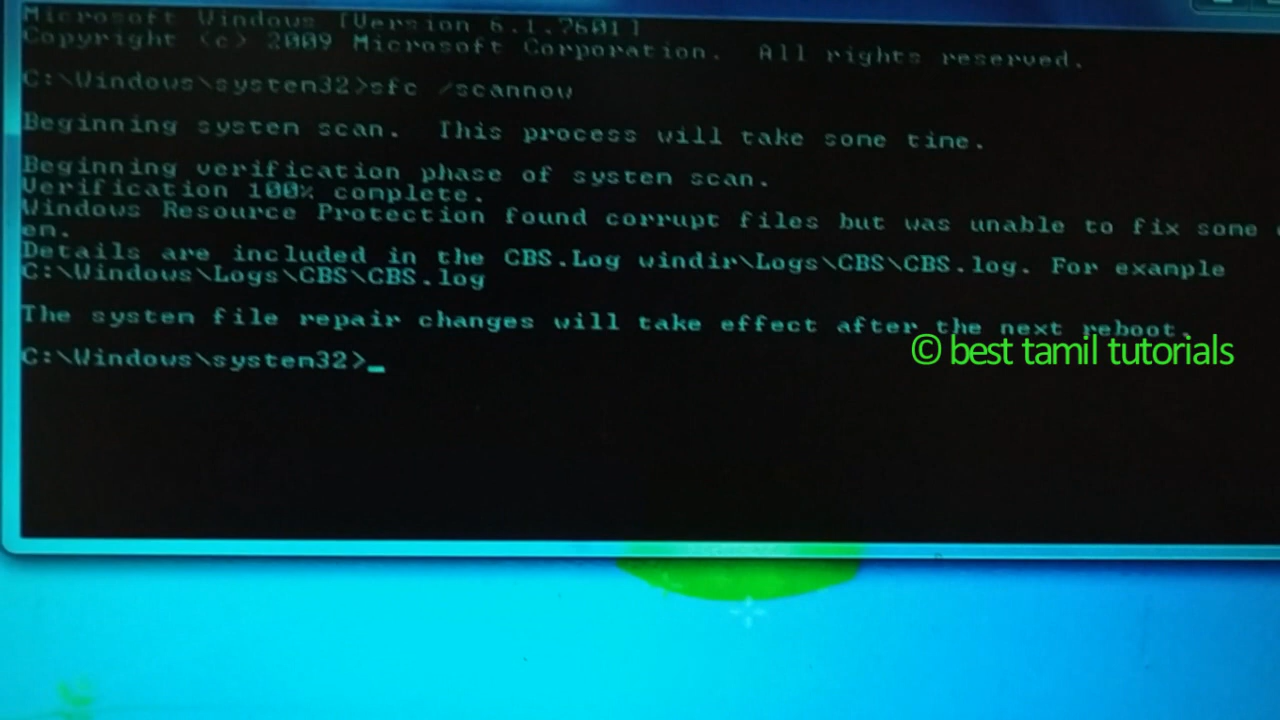 Microsoft Windows [Version 6.1.7601]
Copyright (c) 2009 Microsoft Corporation. All rights reserved.
C:\Windows\system32>sfc /scannow
Beginning system scan. This process will take some time.
Beginning verification phase of system scan.
Verification 100% complete.
Windows Resource Protection found corrupt files but was unable to fix some
em.
Details are included in the CBS.Log windir\Logs\CBS\CBS.log. For example
C:\Windows\Logs\CBS\CBS.log
The system file repair changes will take effect after the next reboot.
© best tamil tutorials
C:\Windows\system32>_